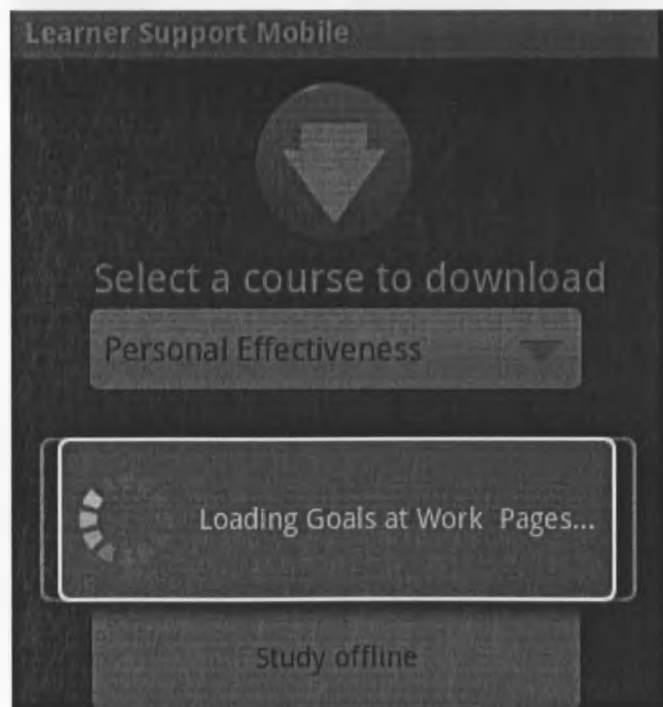 Learner Support Mobile
Select a course to download
Personal Effectiveness
Loading Goals at Work Pages...
Study offline